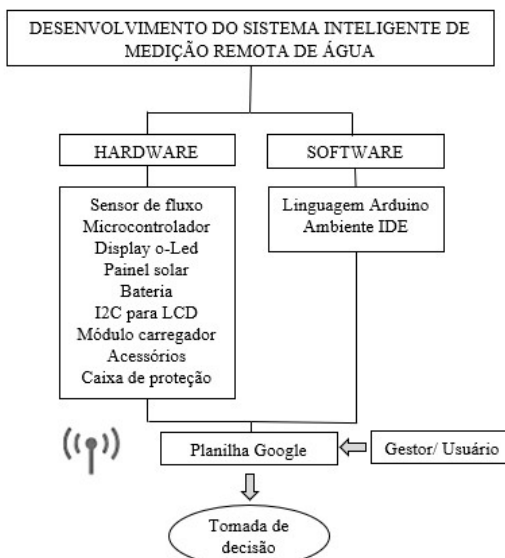 DESENVOLVIMENTO DO SISTEMA INTELIGENTE DE
MEDIÇÃO REMOTA DE ÁGUA
HARDWARE
SOFTWARE
Sensor de fluxo
Microcontrolador
Display o-Led
Painel solar
Bateria
I2C para LCD
Módulo carregador
Acessórios
Caixa de proteção
Linguagem Arduino
Ambiente IDE
Planilha Google
Gestor/ Usuário
Tomada de
decisão